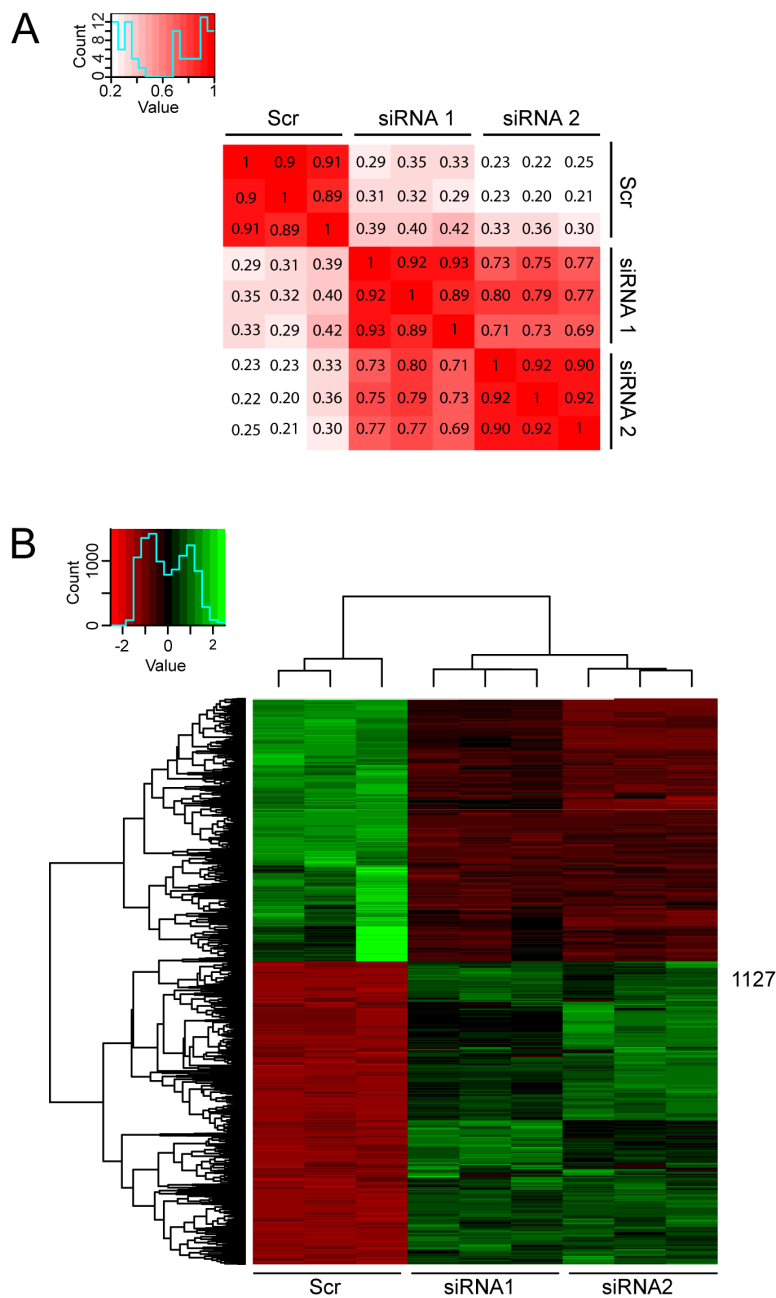 A
Count
0 4 8 12
0.2 0.6 1
Value
Scr siRNA 1 siRNA 2
1 0.9 0.91 0.29 0.35 0.33 0.23 0.22 0.25
0.9 1 0.89 0.31 0.32 0.29 0.23 0.20 0.21
0.91 0.89 1 0.39 0.40 0.42 0.33 0.36 0.30
0.29 0.31 0.39 1 0.92 0.93 0.73 0.75 0.77
0.35 0.32 0.40 0.92 1 0.89 0.80 0.79 0.77
0.33 0.29 0.42 0.93 0.89 1 0.71 0.73 0.69
0.23 0.23 0.33 0.73 0.80 0.71 1 0.92 0.90
0.22 0.20 0.36 0.75 0.79 0.73 0.92 1 0.92
0.25 0.21 0.30 0.77 0.77 0.69 0.90 0.92 1
Scr
siRNA 1
siRNA 2
B
Count
0 1000
-2 0 2
Value
1127
Scr siRNA1 siRNA2